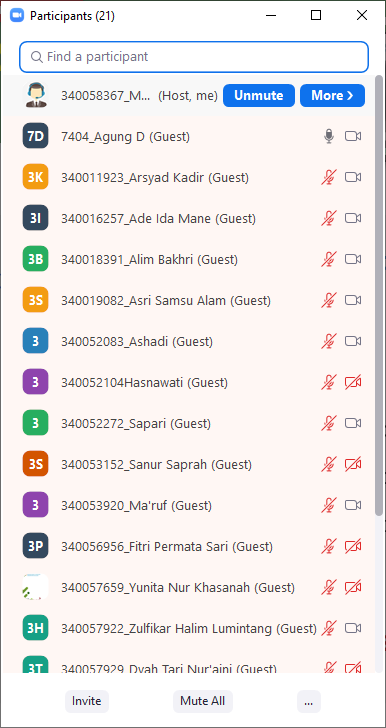 Participants (21)
Find a participant
340058367_M... (Host, me) Unmute More
7D 7404_Agung D (Guest)
3K 340011923_Arsyad Kadir (Guest)
3I 340016257_Ade Ida Mane (Guest)
3B 340018391_Alim Bakhri (Guest)
3S 340019082_Asri Samsu Alam (Guest)
3 340052083_Ashadi (Guest)
3 340052104Hasnawati (Guest)
3 340052272_Sapari (Guest)
3S 340053152_Sanur Saprah (Guest)
3 340053920_Ma'ruf (Guest)
3P 340056956_Fitri Permata Sari (Guest)
340057659_Yunita Nur Khasanah (Guest)
3H 340057922_Zulfikar Halim Lumintang (Guest)
3T 340057929_Dyah Tari Nur'aini (Guest)
Invite Mute All ...